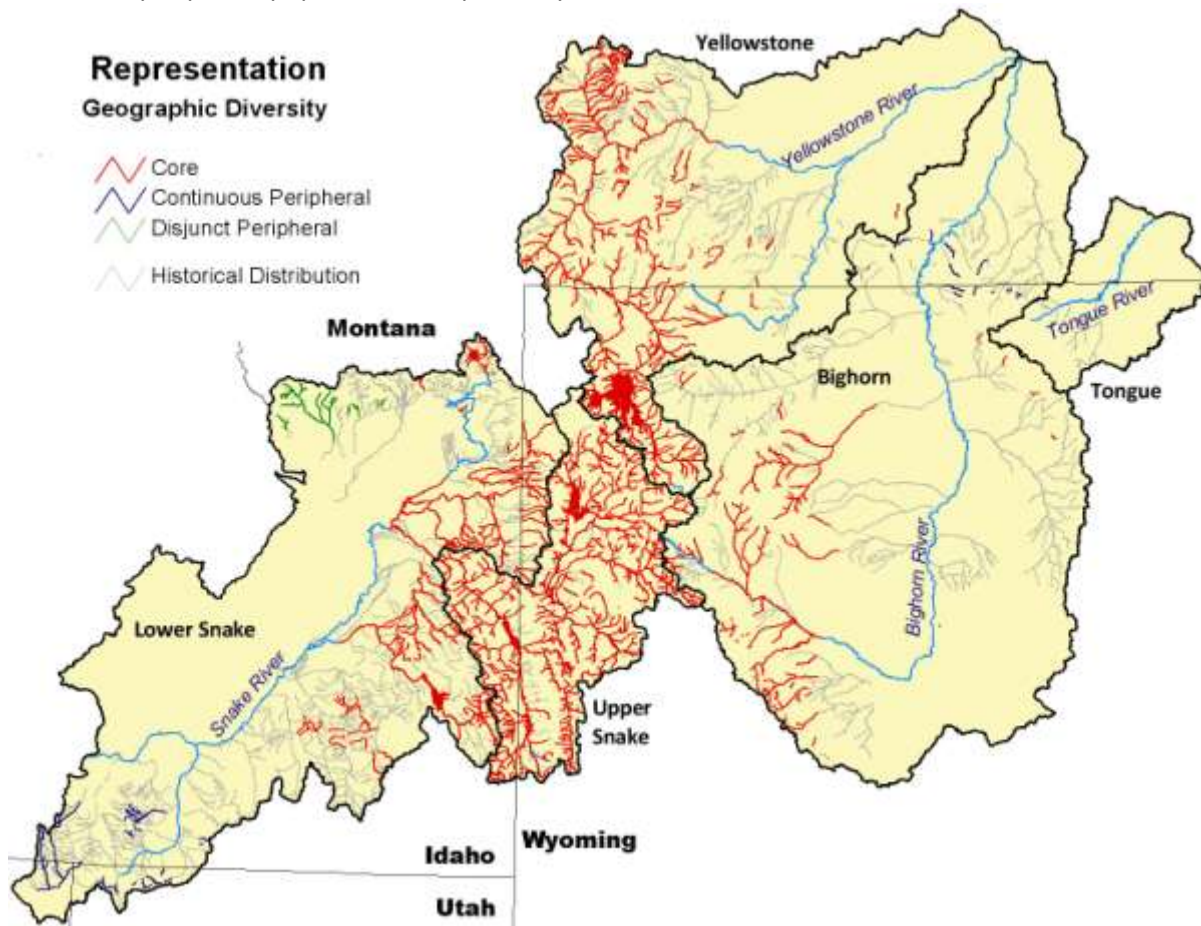 Representation
Geographic Diversity
Core
Continuous Peripheral
Disjunct Peripheral
Historical Distribution
Yellowstone
Yellowstone River
Montana
Bighorn
Tongue River
Tongue
Bighorn River
Lower Snake
Snake River
Upper
Snake
Wyoming
Idaho
Utah